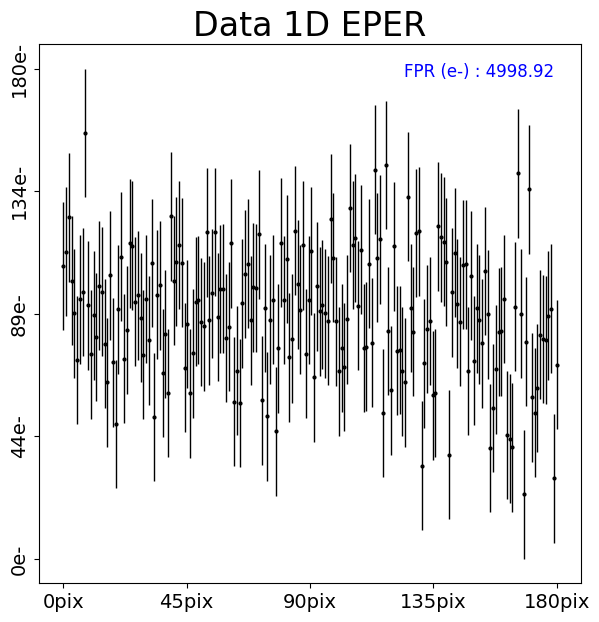 Data 1D EPER
FPR (e-) : 4998.92
180e-
134e-
89e-
44e-
0e-
0pix 45pix 90pix 135pix 180pix